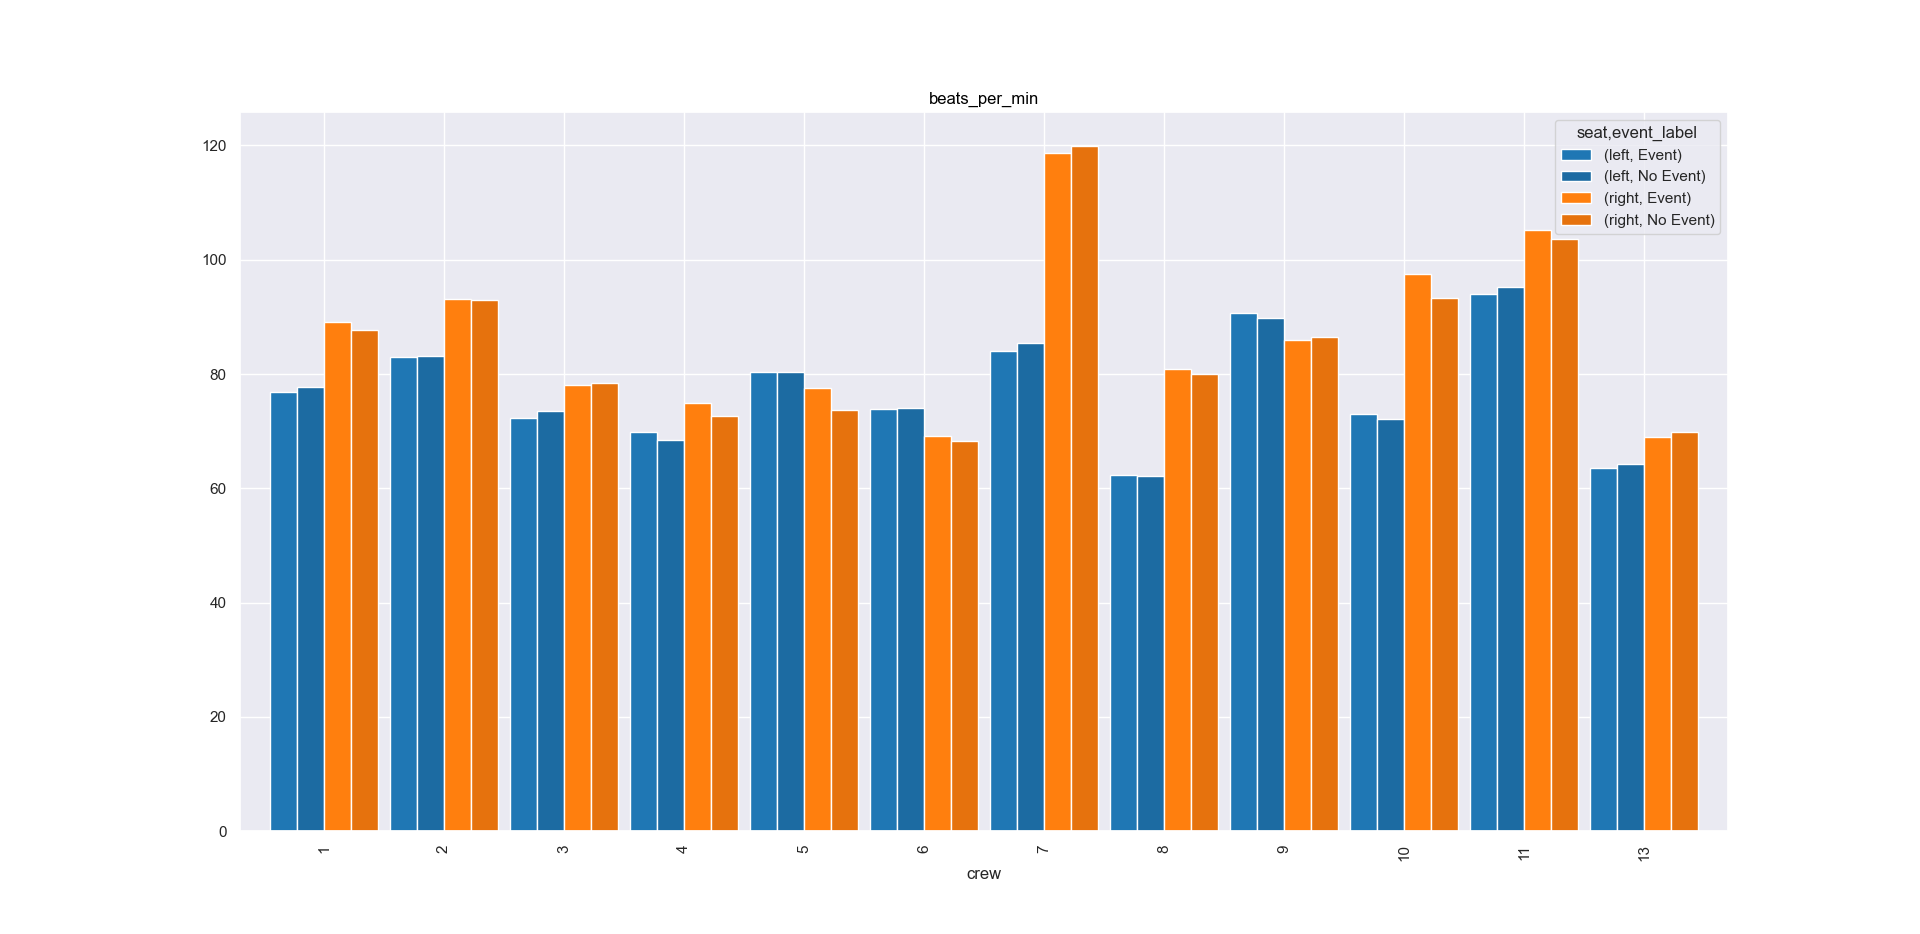 beats_per_min
120
100
80
60
40
20
0
seat,event_label
(left, Event)
(left, No Event)
(right, Event)
(right, No Event)
1 2 3 4 5 6 7 8 9 10 11 13
crew